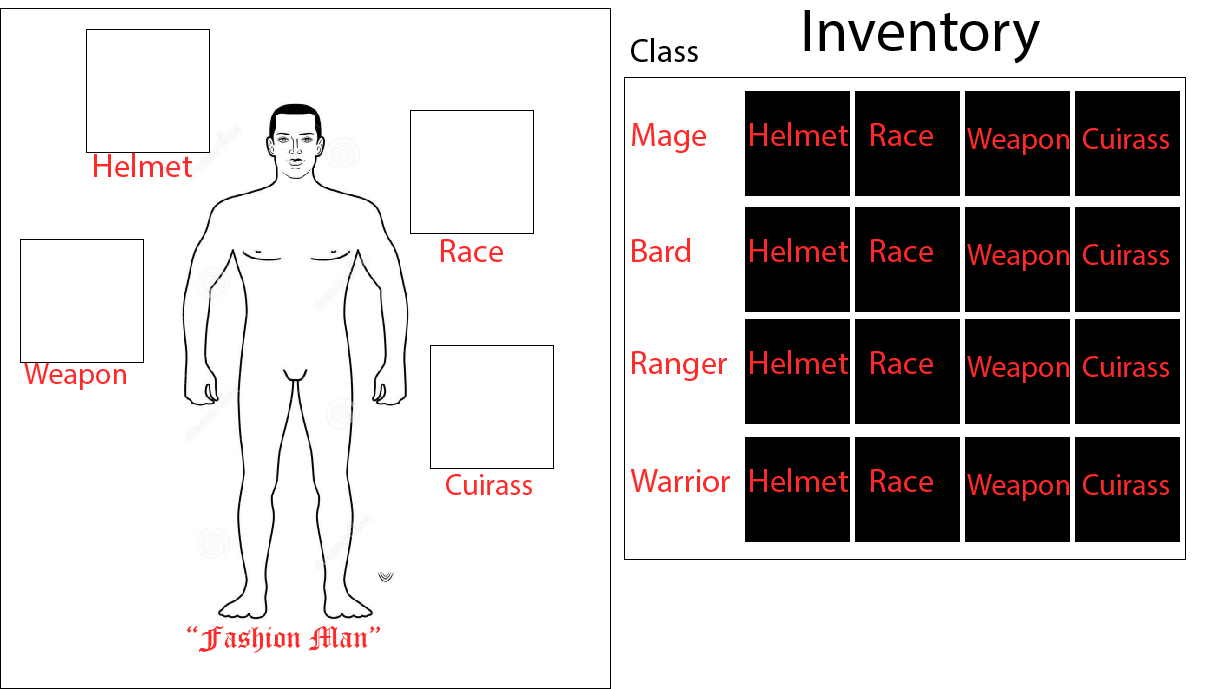 Helmet
Race
Weapon
Cuirass
“Fashion Man”
Inventory
Class
Mage Helmet Race Weapon Cuirass
Bard Helmet Race Weapon Cuirass
Ranger Helmet Race Weapon Cuirass
Warrior Helmet Race Weapon Cuirass